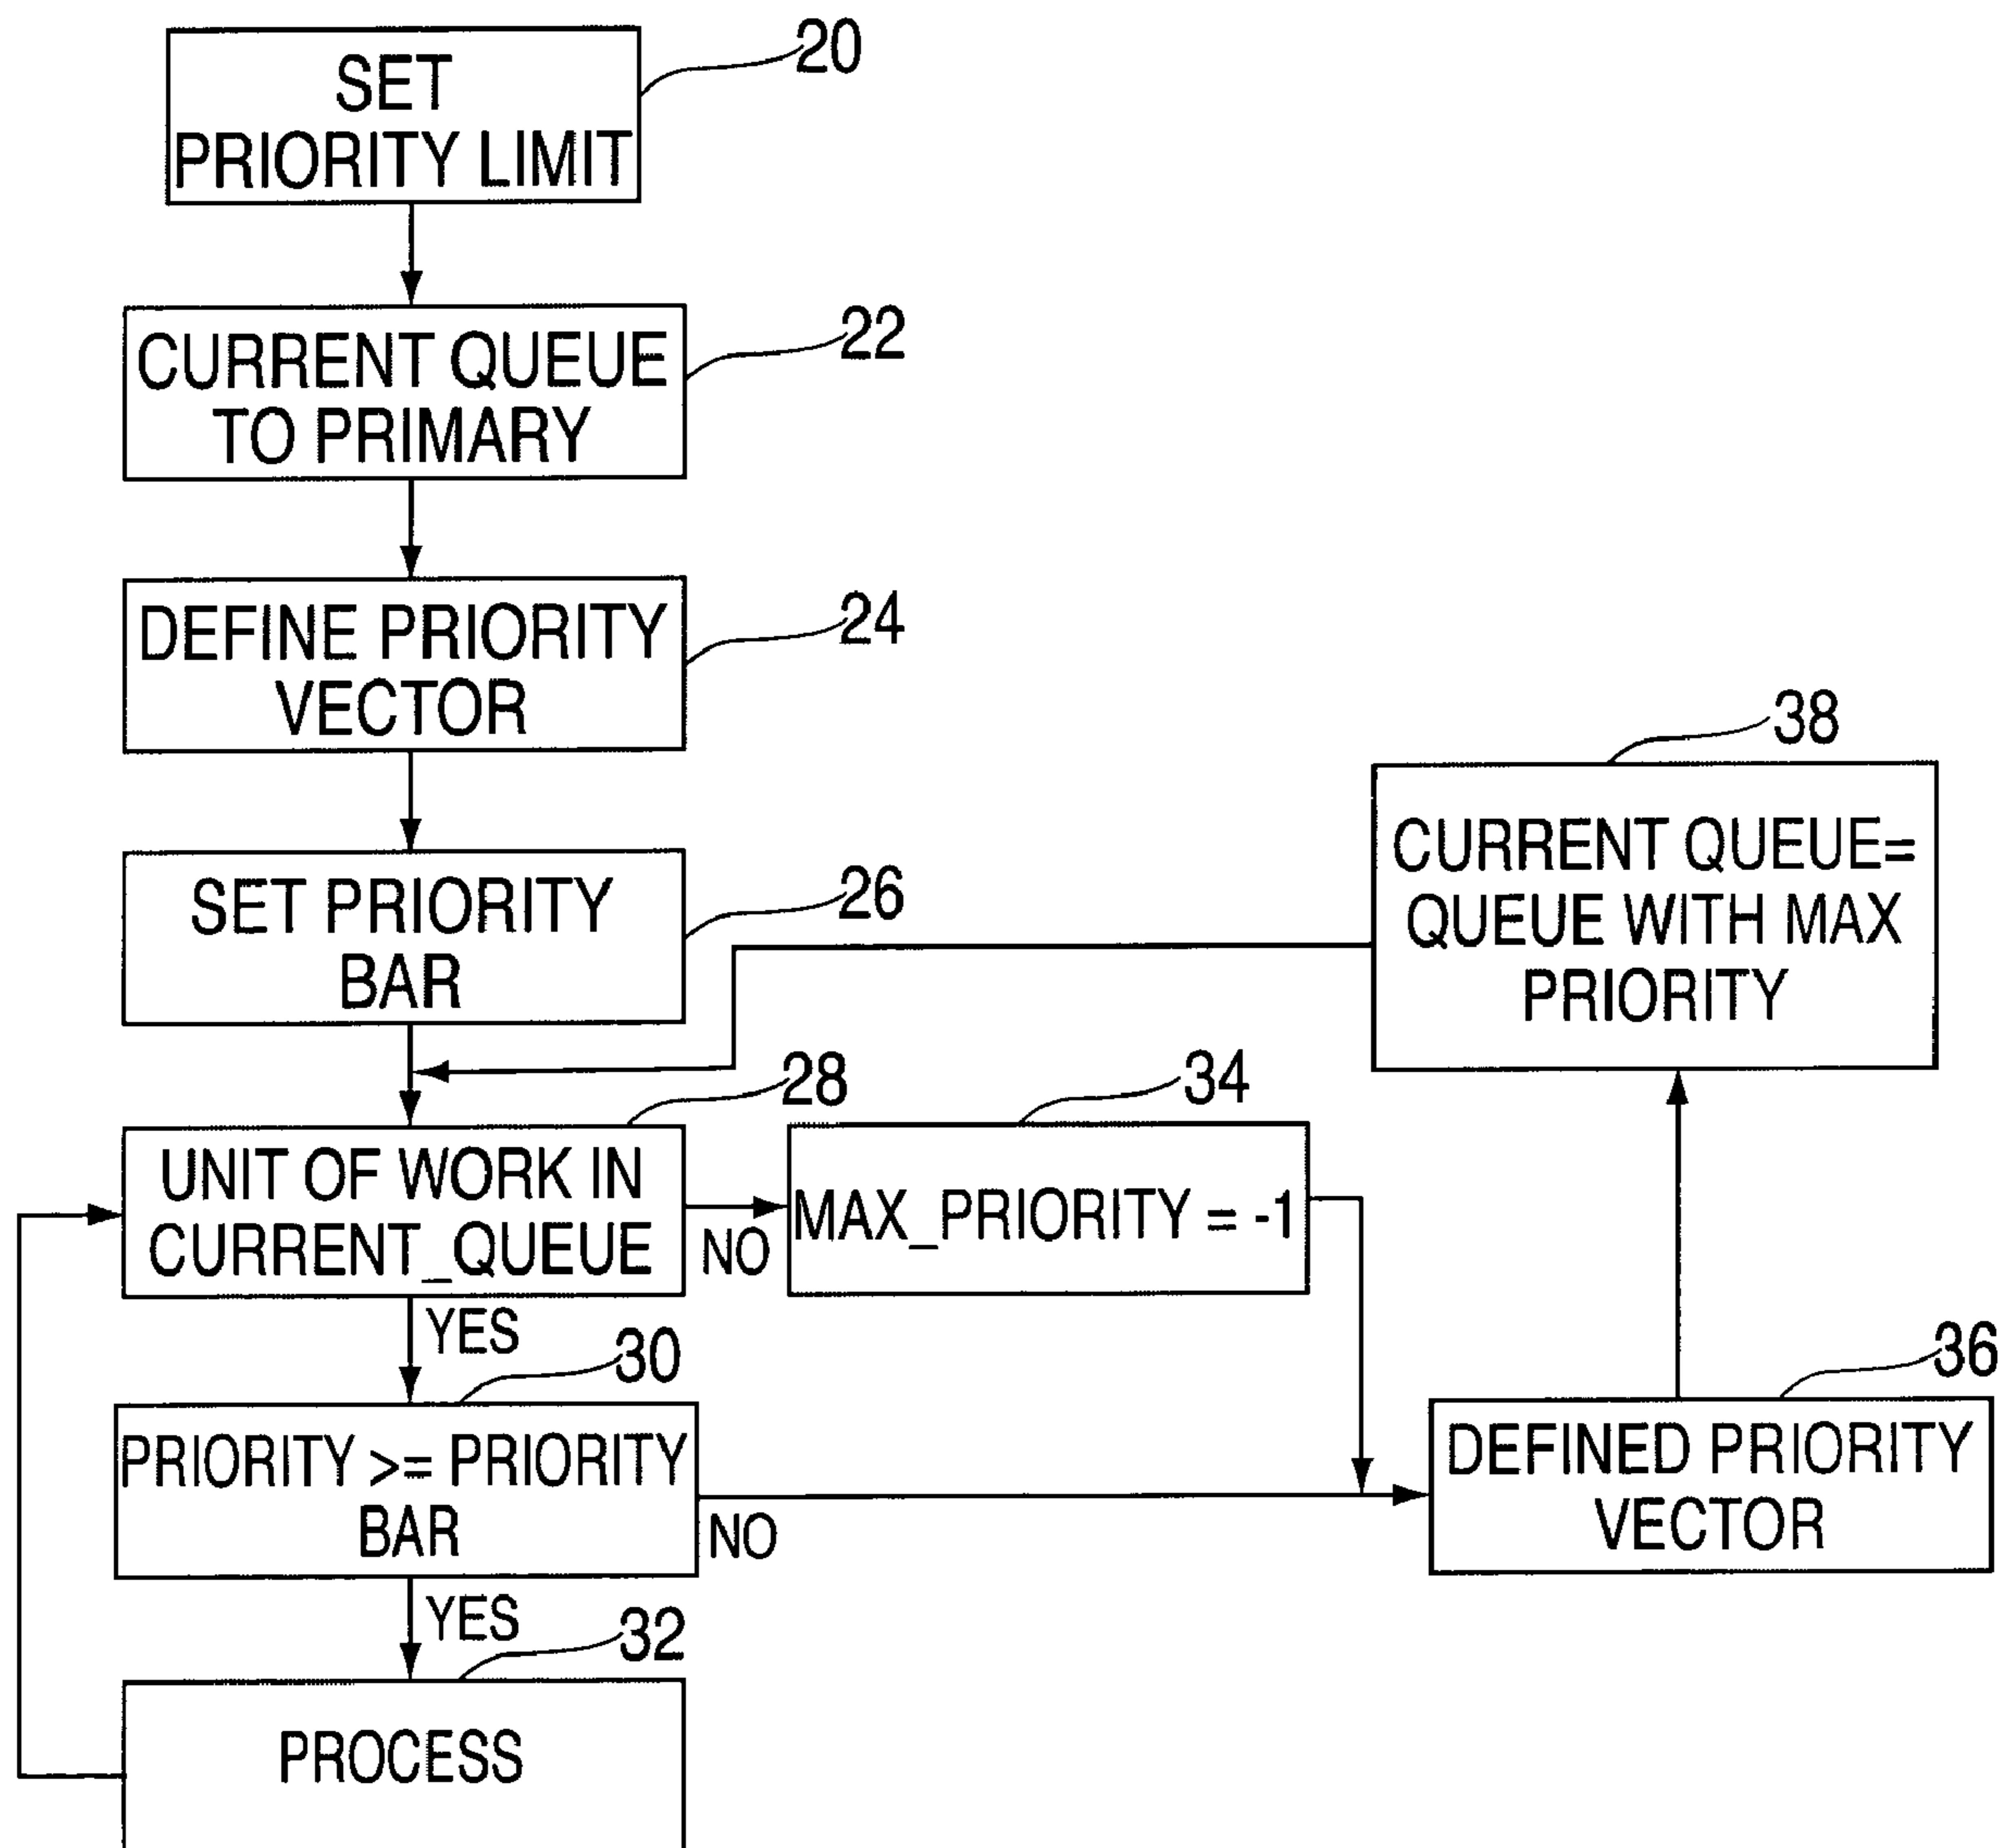 20
SET
PRIORITY LIMIT
22
CURRENT QUEUE
TO PRIMARY
24
DEFINE PRIORITY
VECTOR
26
SET PRIORITY
BAR
38
CURRENT QUEUE=
QUEUE WITH MAX
PRIORITY
28
UNIT OF WORK IN
CURRENT_QUEUE
NO
YES
34
MAX_PRIORITY = -1
30
PRIORITY >= PRIORITY
BAR
NO
YES
36
DEFINED PRIORITY
VECTOR
32
PROCESS